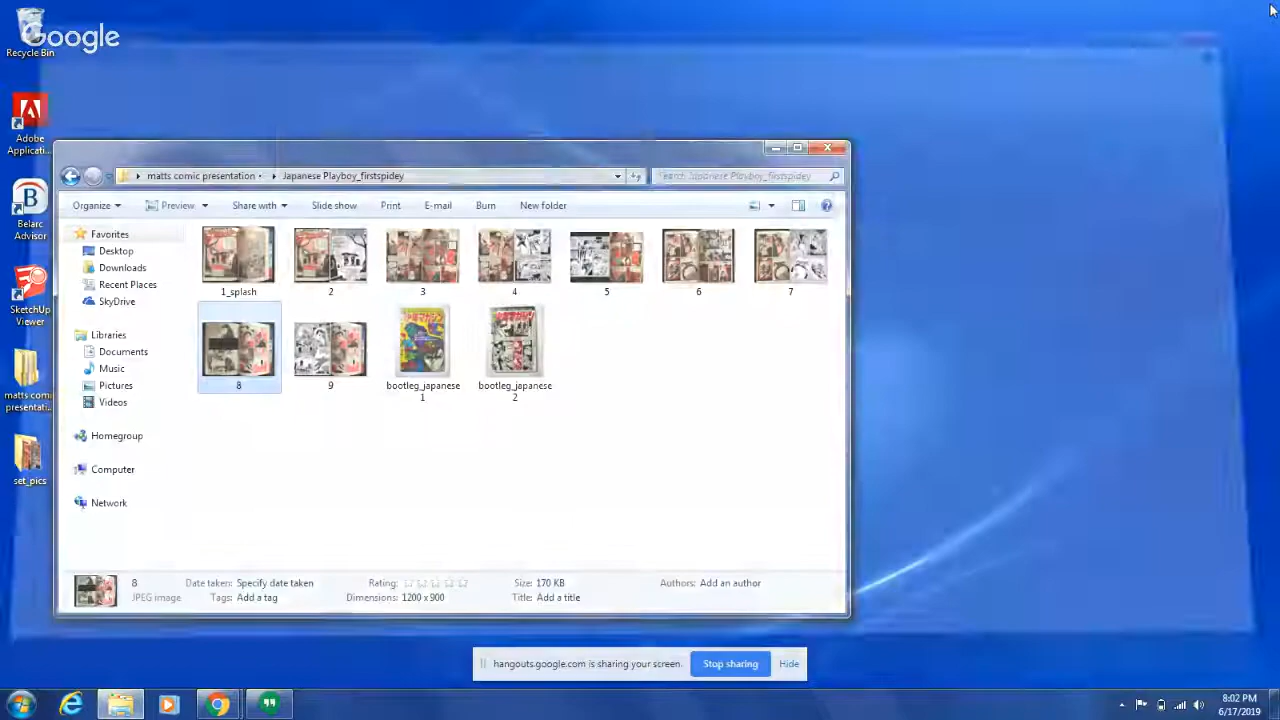 Google
Recycle Bin
Adobe
Applicati...
Belarc
Advisor
SketchUp
Viewer
matts comi
presentati...
set_pics
matts comic presentation
Japanese Playboy_firstspidey
Search Japanese Playboy_firstspidey
Organize
Preview
Share with
Slide show
Print
E-mail
Burn
New folder
Favorites
Desktop
Downloads
Recent Places
SkyDrive
Libraries
Documents
Music
Pictures
Videos
Homegroup
Computer
Network
1_splash
2
3
4
5
6
7
8
9
bootleg_japanese
1
bootleg_japanese
2
8
JPEG image
Date taken: Specify date taken
Tags: Add a tag
Rating:
Dimensions: 1200 x 900
Size: 170 KB
Title: Add a title
Authors: Add an author
hangouts.google.com is sharing your screen.
Stop sharing
Hide
8:02 PM
6/17/2019